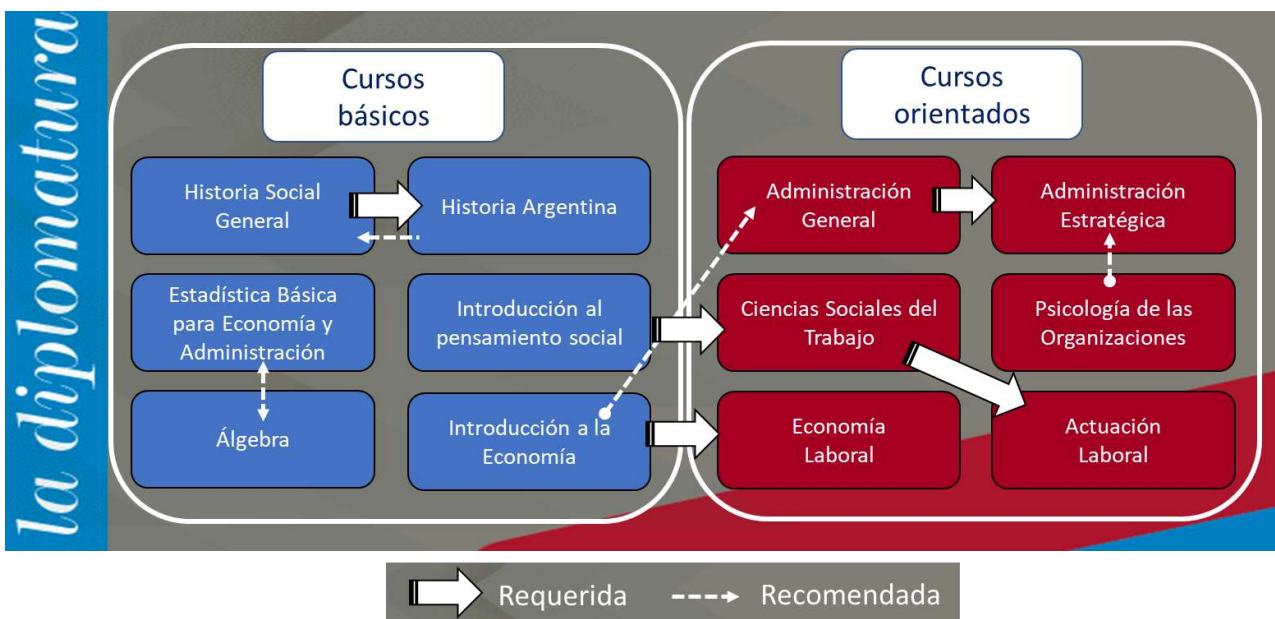 la diplomatura
Cursos
básicos
Cursos
orientados
Historia Social
General
Historia Argentina
Administración
General
Administración
Estratégica
Estadística Básica
para Economía y
Administración
Introducción al
pensamiento social
Ciencias Sociales del
Trabajo
Psicología de las
Organizaciones
Álgebra
Introducción a la
Economía
Economía
Laboral
Actuación
Laboral
Requerida
Recomendada